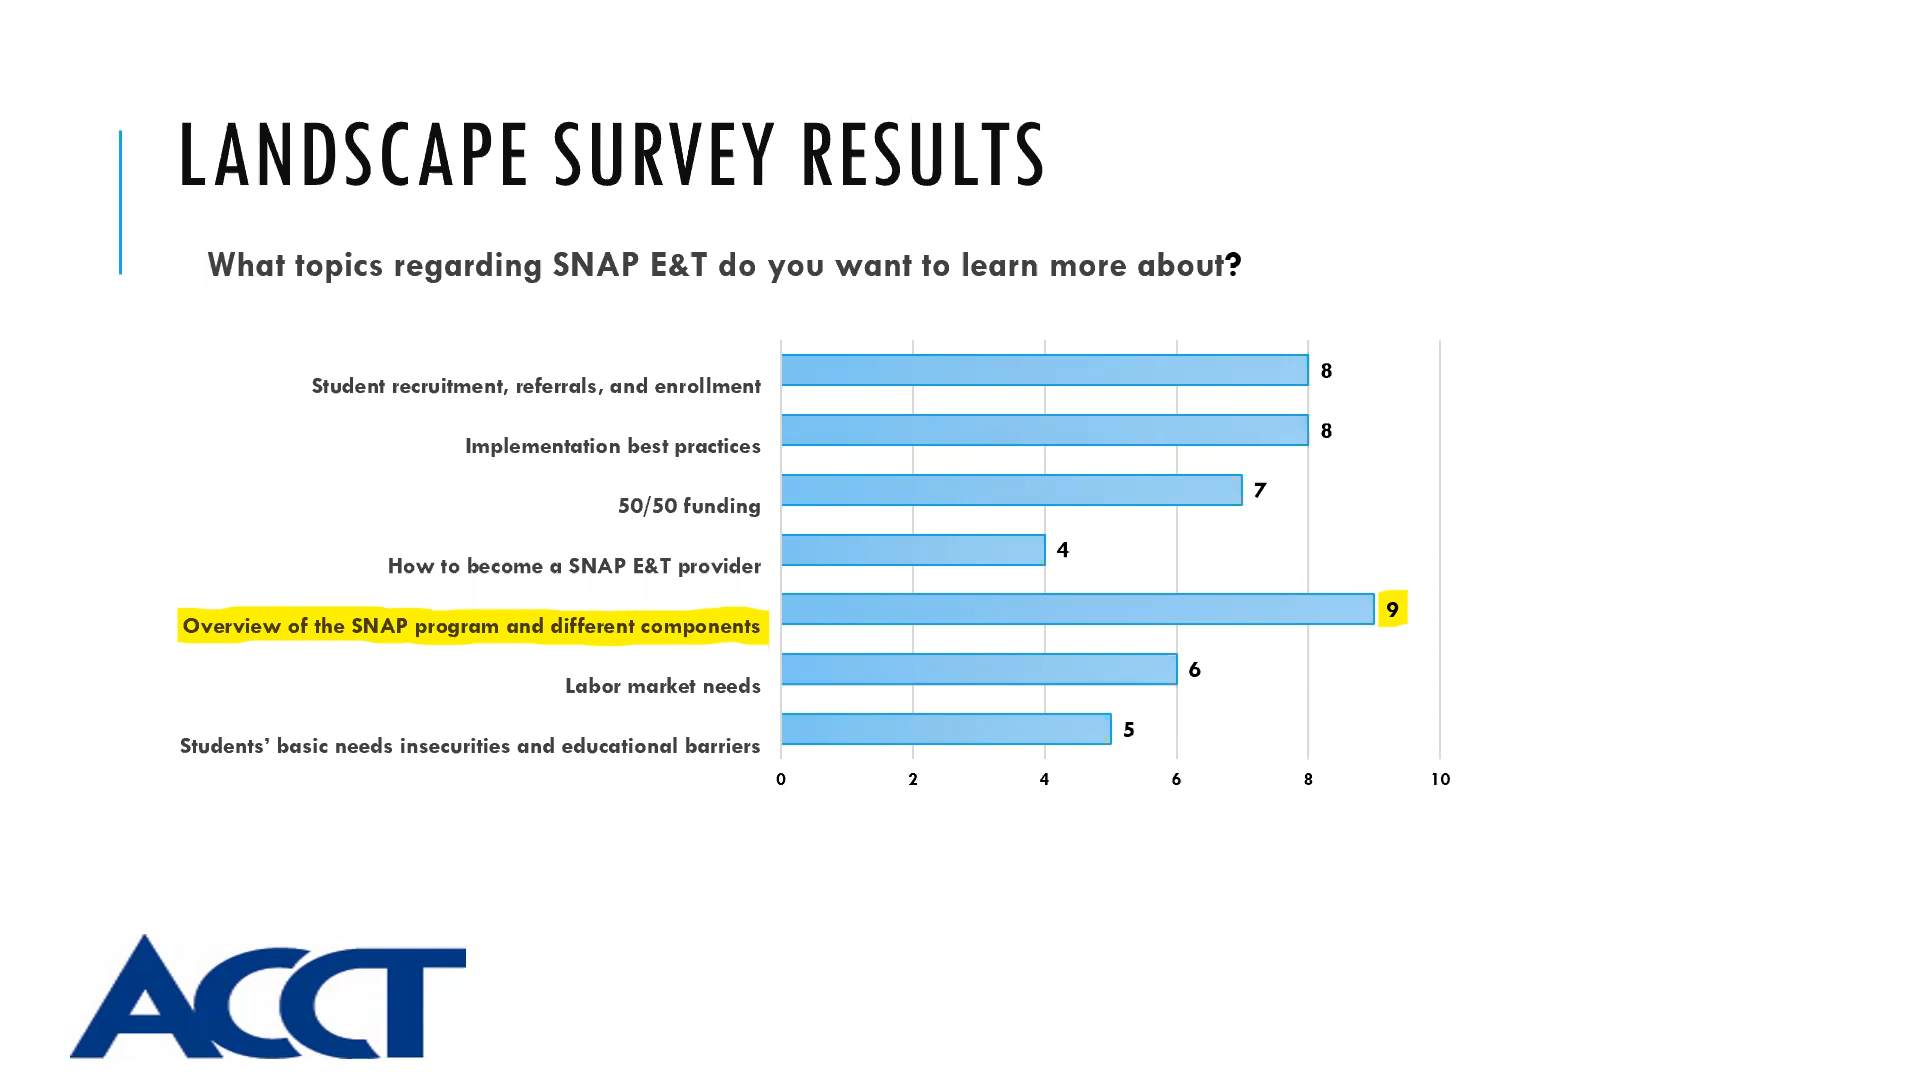 LANDSCAPE SURVEY RESULTS
What topics regarding SNAP E&T do you want to learn more about?
Student recruitment, referrals, and enrollment 8
Implementation best practices 8
50/50 funding 7
How to become a SNAP E&T provider 4
Overview of the SNAP program and different components 9
Labor market needs 6
Students’ basic needs insecurities and educational barriers 5
0 2 4 6 8 10
ACCT